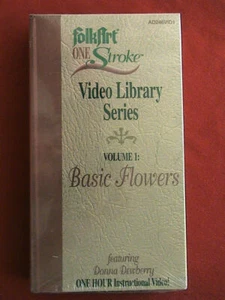 FolkArt
ONE Stroke
Video Library
Series
VOLUME 1:
Basic Flowers
featuring
Donna Dewberry
ONE HOUR Instructional Video!